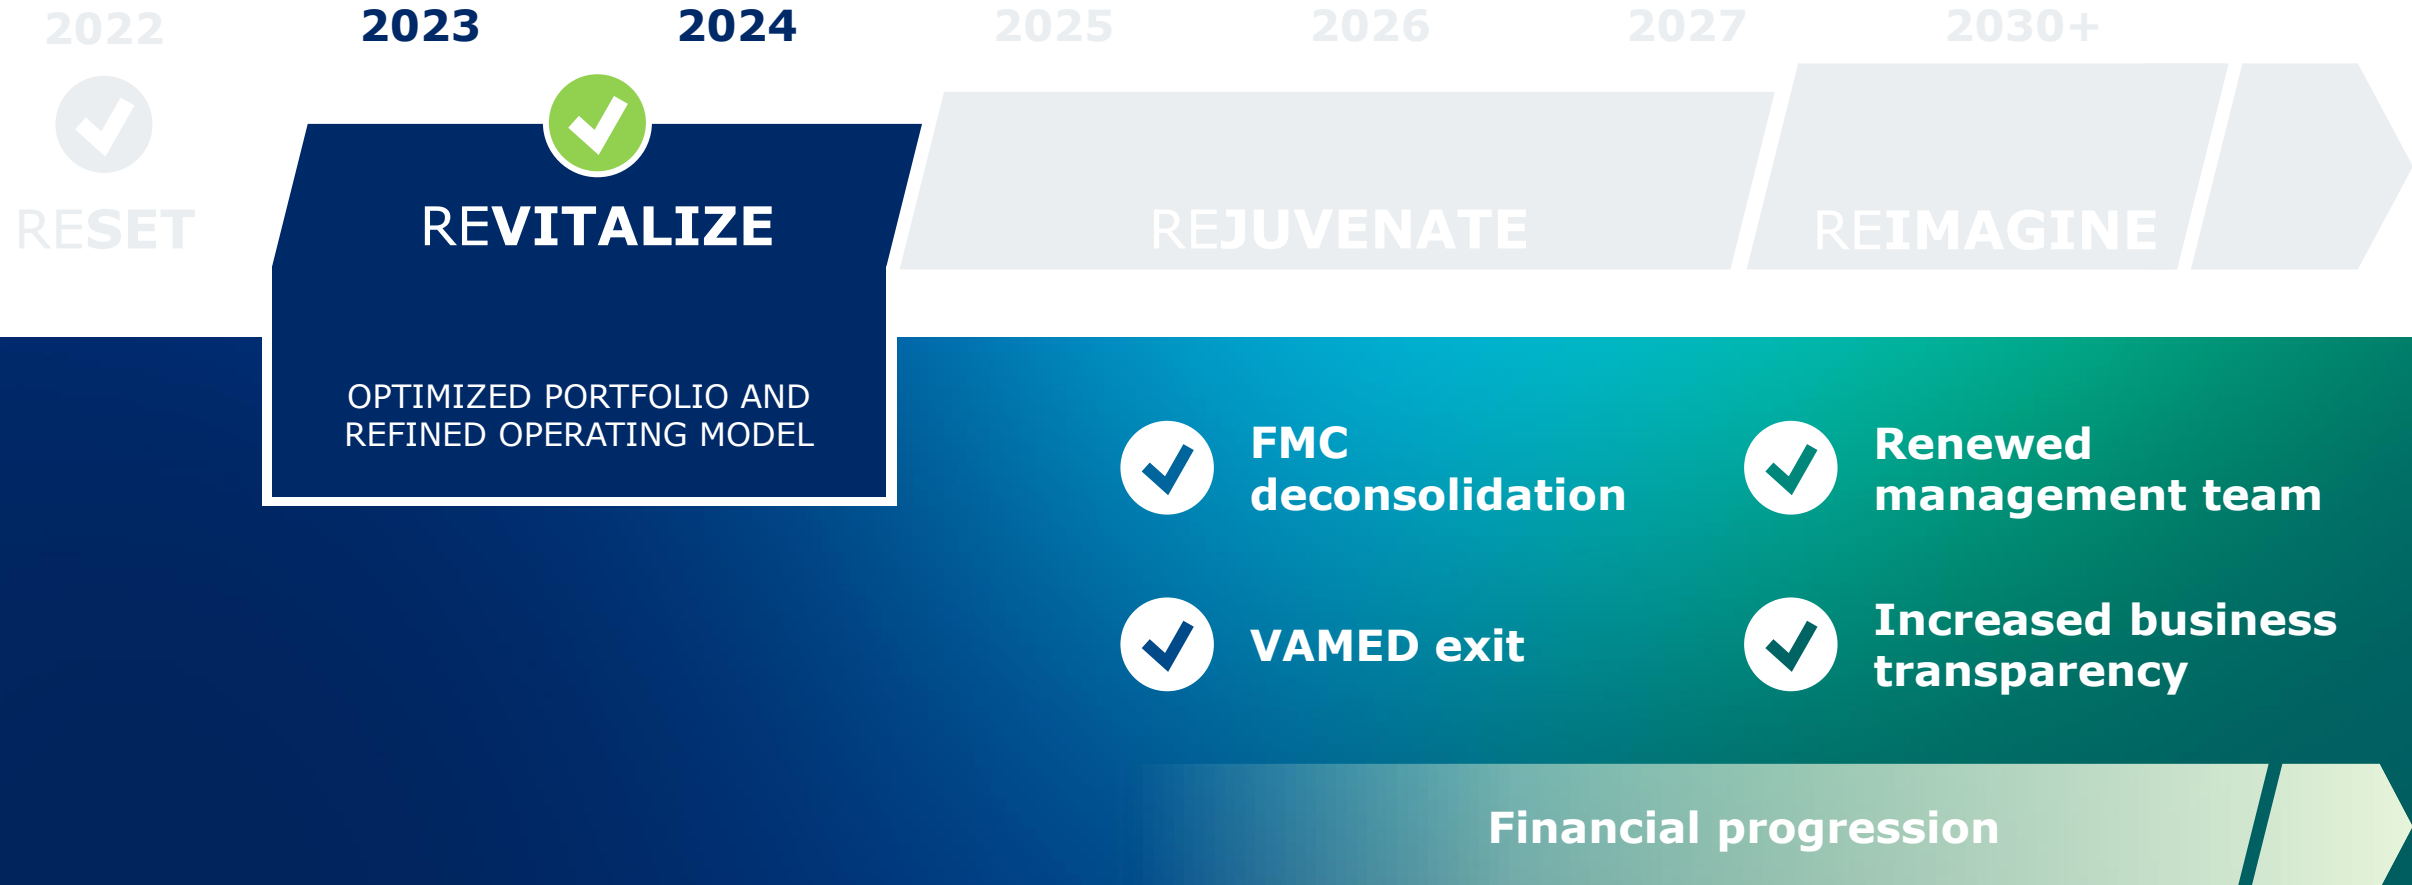 2022 2023 2024 2025 2026 2027 2030+
RESET REVITALIZE REJUVENATE REIMAGINE
OPTIMIZED PORTFOLIO AND
REFINED OPERATING MODEL
FMC
deconsolidation
Renewed
management team
VAMED exit
Increased business
transparency
Financial progression